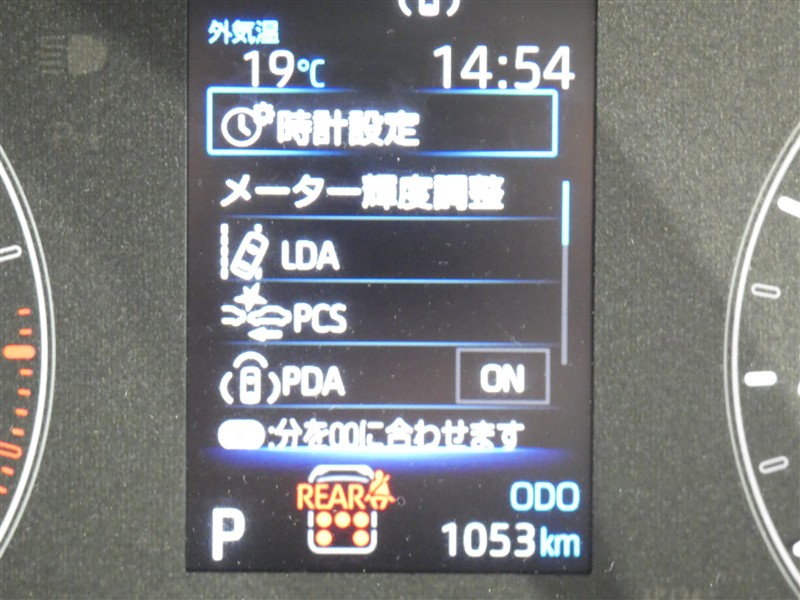 外気温
19℃ 14:54
時計設定
メーター輝度調整
LDA
PCS
PDA ON
:分を00に合わせます
REAR
ODO
P 1053km